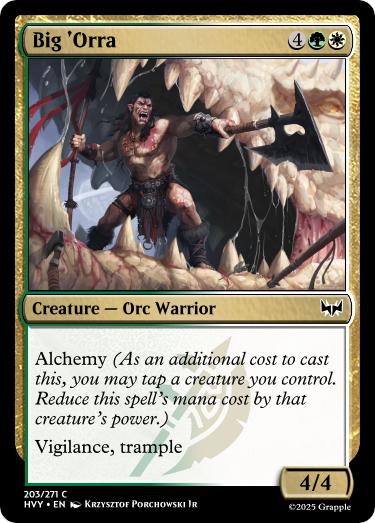 Big 'Orra 4
Creature — Orc Warrior
Alchemy (As an additional cost to cast
this, you may tap a creature you control.
Reduce this spell's mana cost by that
creature's power.)
Vigilance, trample
4/4
203/271 C
HVY • EN Krzysztof Porchowski Jr
©2025 Grapple